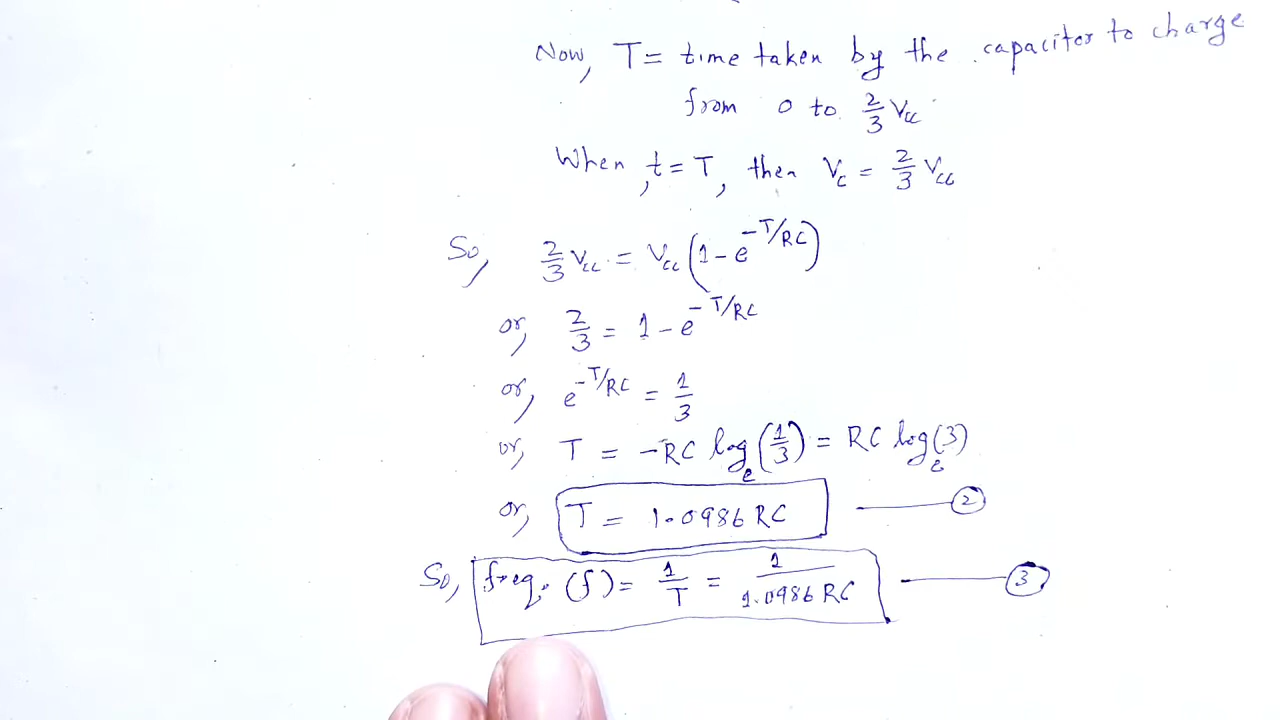 Now, T = time taken by the capacitor to charge
from 0 to 2/3 Vcc
When, t = T, then Vc = 2/3 Vcc
So, 2/3 Vcc = Vcc (1 - e^-T/RC)
or, 2/3 = 1 - e^-T/RC
or, e^-T/RC = 1/3
or, T = -RC log_e (1/3) = RC log_e (3)
or, T = 1.0986 RC ②
So, freq. (f) = 1/T = 1/1.0986 RC ③